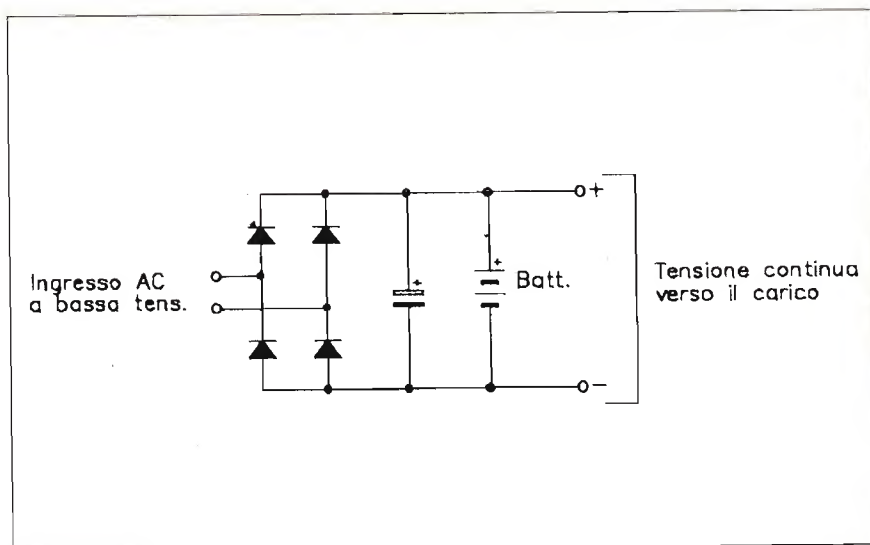 Ingresso AC
a bassa tens.
+
+
Batt.
+
−
Tensione continua
verso il carico